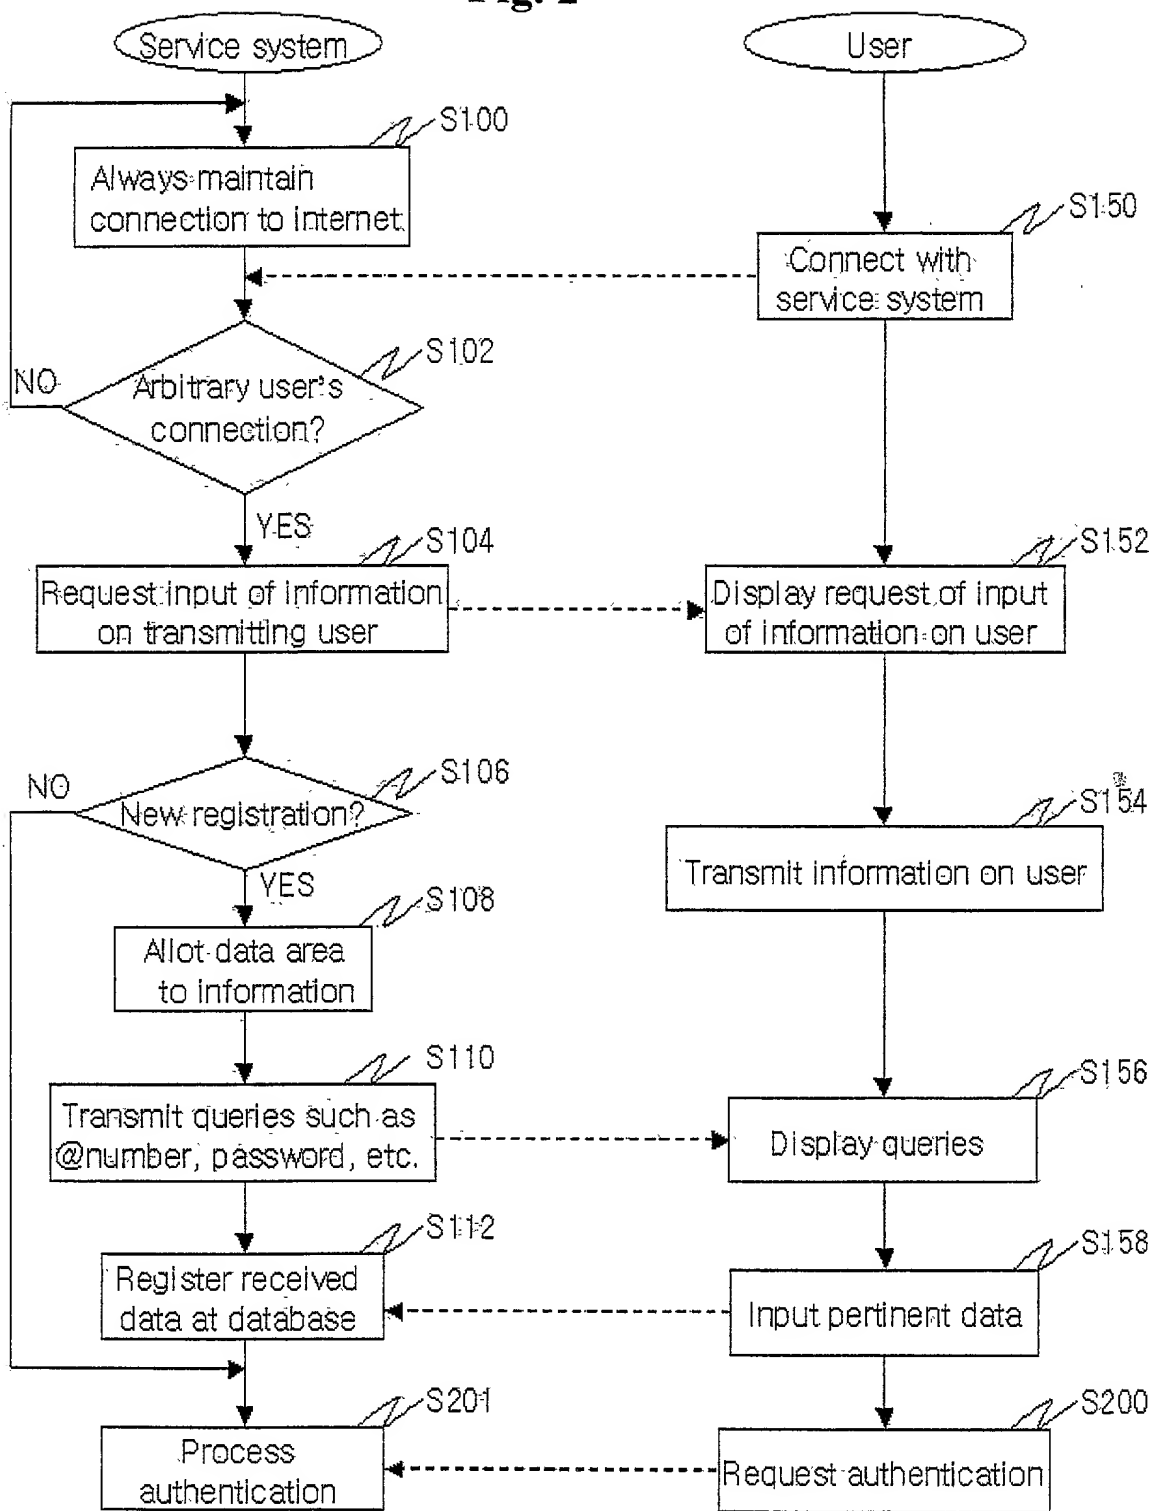 Fig. 2
Service system
User
S100
Always maintain
connection to internet
S150
Connect with
service system
S102
NO
Arbitrary user's
connection?
YES
S104
Request input of information
on transmitting user
S152
Display request of input
of information on user
NO
S106
New registration?
YES
S154
Transmit information on user
S108
Allot data area
to information
S110
Transmit queries such as
@number, password, etc.
S156
Display queries
S112
Register received
data at database
S158
Input pertinent data
S201
Process
authentication
S200
Request authentication